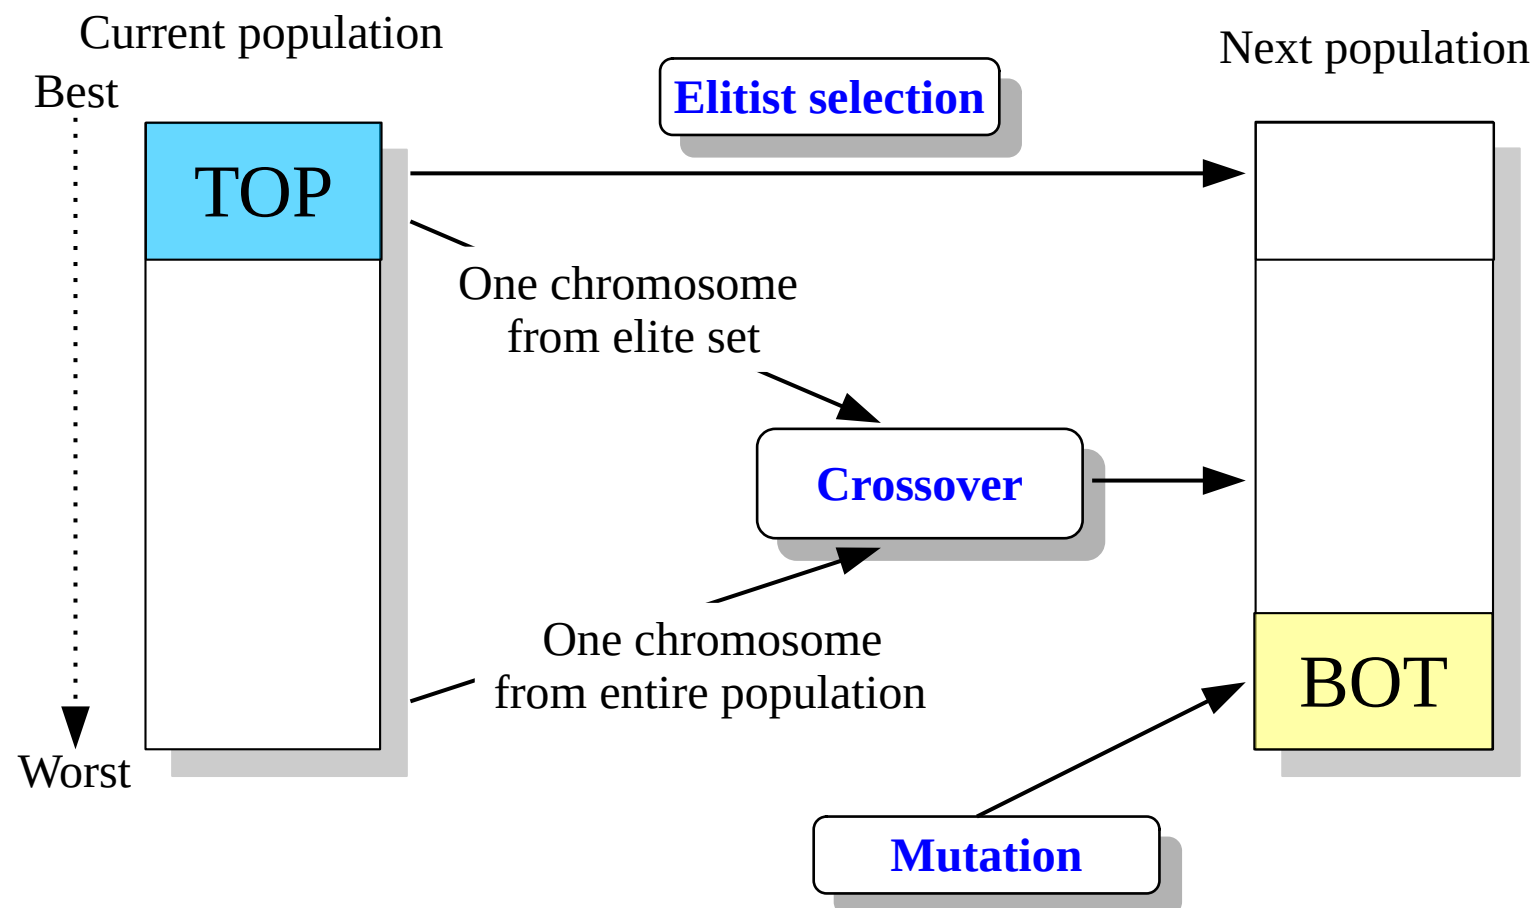 Current population
Next population
Best
Elitist selection
TOP
One chromosome
from elite set
Crossover
One chromosome
from entire population
BOT
Worst
Mutation